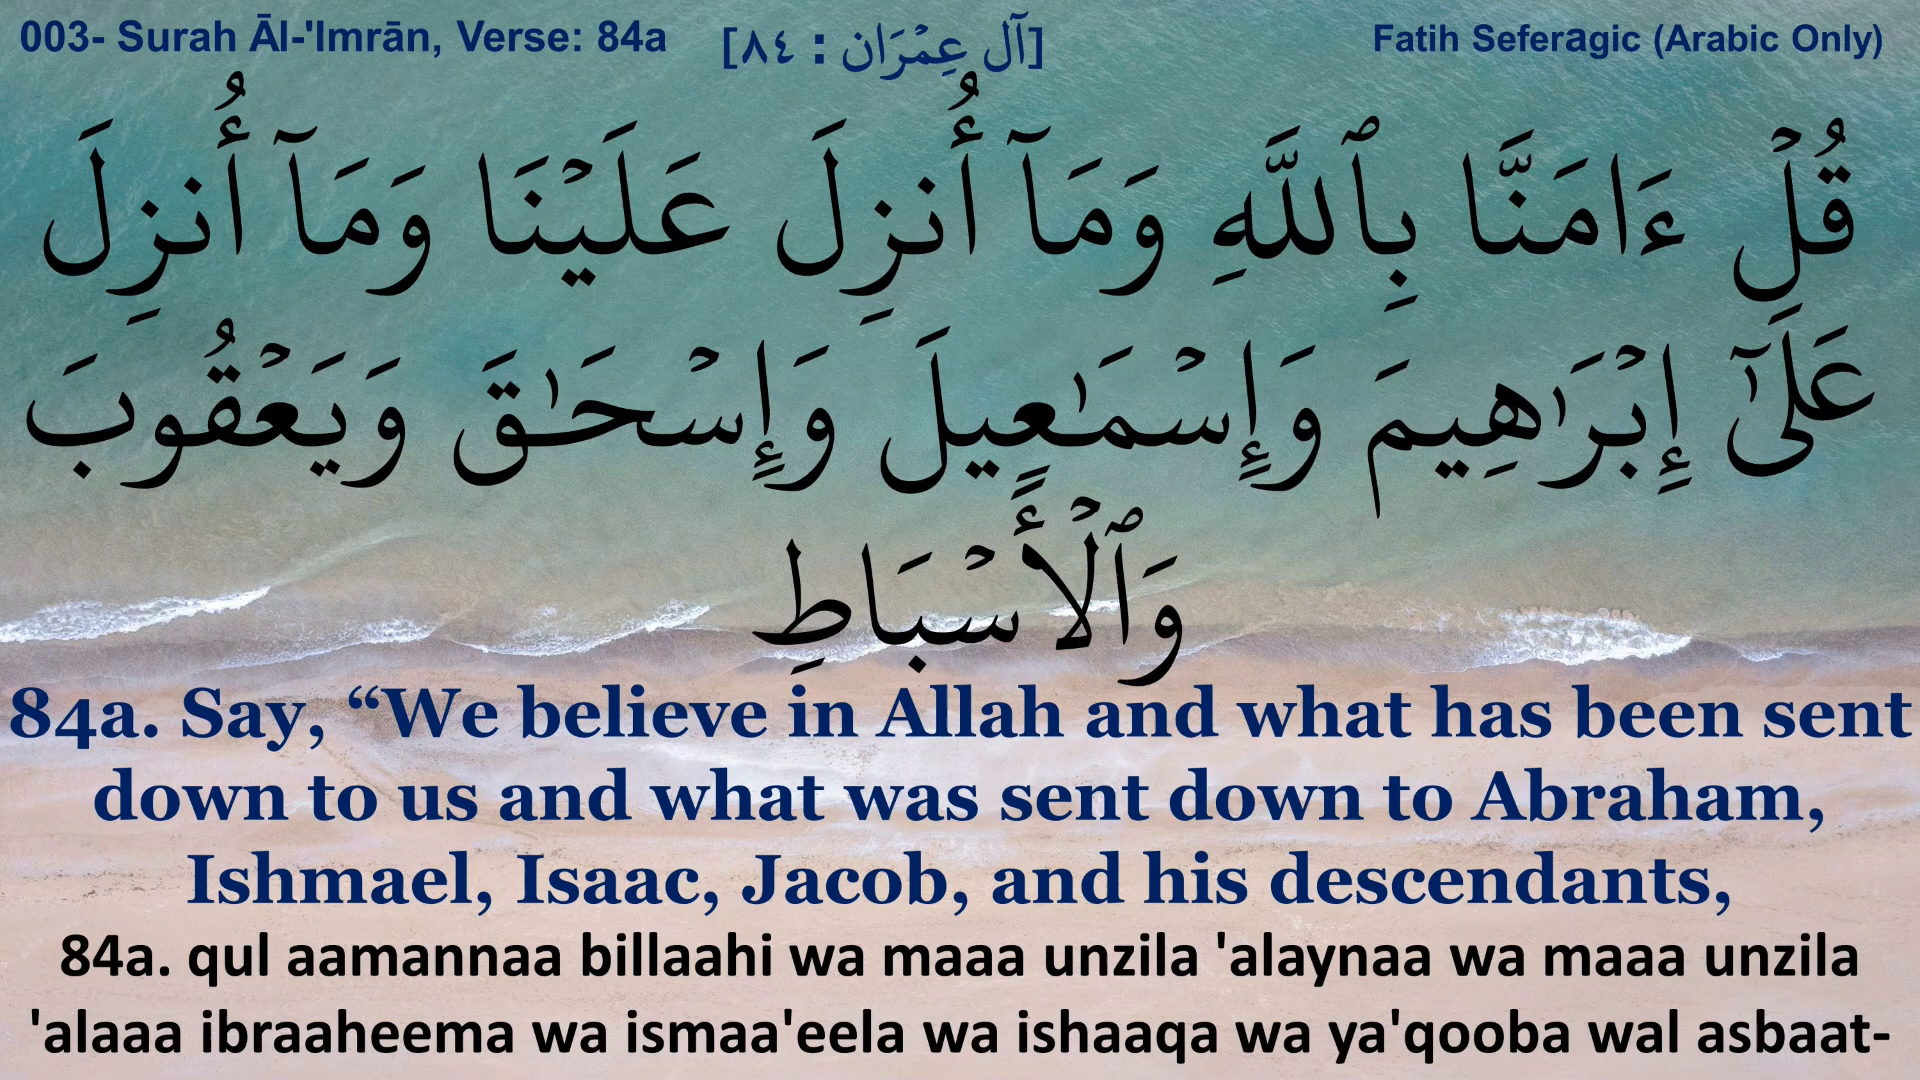 003- Surah Āl-'Imrān, Verse: 84a
[آل عِمْرَان : ٨٤]
Fatih Seferagic (Arabic Only)
قُلْ ءَامَنَّا بِٱللَّهِ وَمَآ أُنزِلَ عَلَيْنَا وَمَآ أُنزِلَ
عَلَىٰٓ إِبْرَٰهِيمَ وَإِسْمَـٰعِيلَ وَإِسْحَـٰقَ وَيَعْقُوبَ
وَٱلْأَسْبَاطِ
84a. Say, “We believe in Allah and what has been sent
down to us and what was sent down to Abraham,
Ishmael, Isaac, Jacob, and his descendants,
84a. qul aamannaa billaahi wa maaa unzila 'alaynaa wa maaa unzila
'alaaa ibraaheema wa ismaa'eela wa ishaaqa wa ya'qooba wal asbaat-